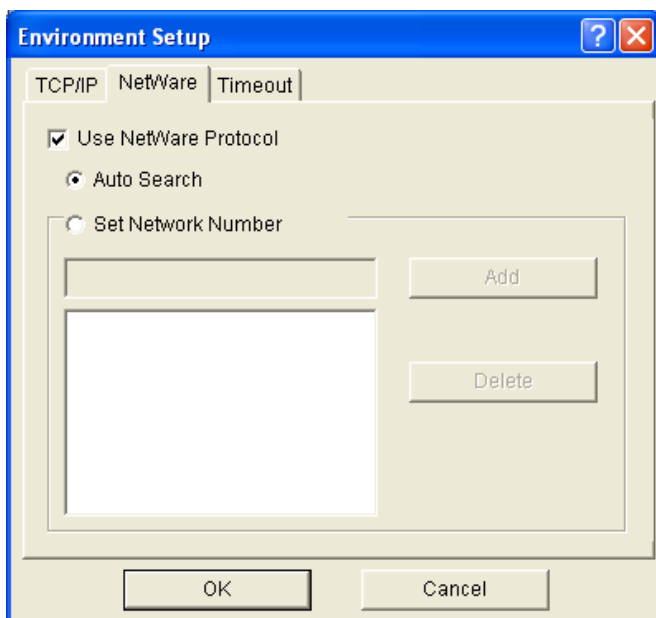 Environment Setup
TCP/IP NetWare Timeout
Use NetWare Protocol
Auto Search
Set Network Number
Add
Delete
OK Cancel